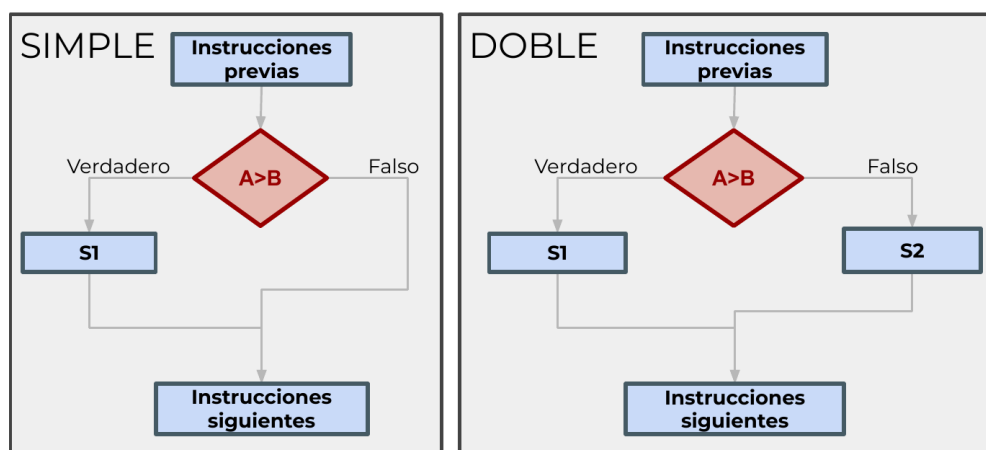 SIMPLE
Instrucciones
previas
Verdadero
A>B
Falso
S1
Instrucciones
siguientes
DOBLE
Instrucciones
previas
Verdadero
A>B
Falso
S1
S2
Instrucciones
siguientes